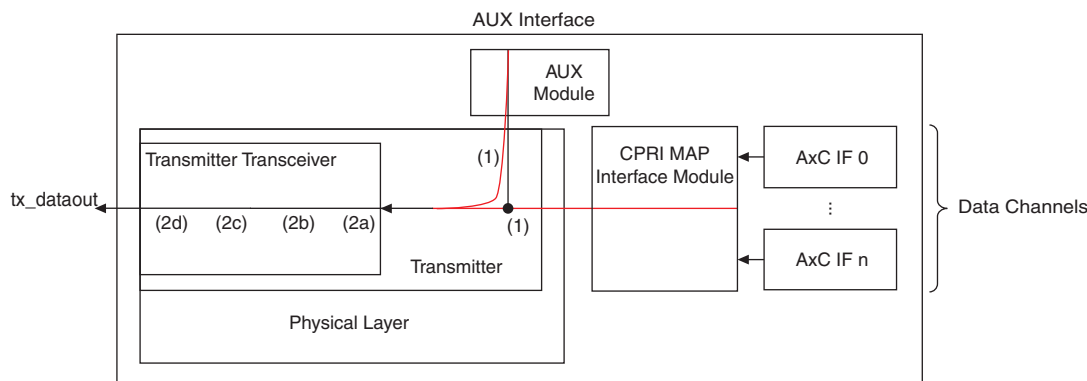 AUX Interface
AUX
Module
Transmitter Transceiver
(1)
CPRI MAP
Interface Module
AxC IF 0
tx_dataout
(2d)
(2c)
(2b)
(2a)
(1)
...
Data Channels
Transmitter
AxC IF n
Physical Layer